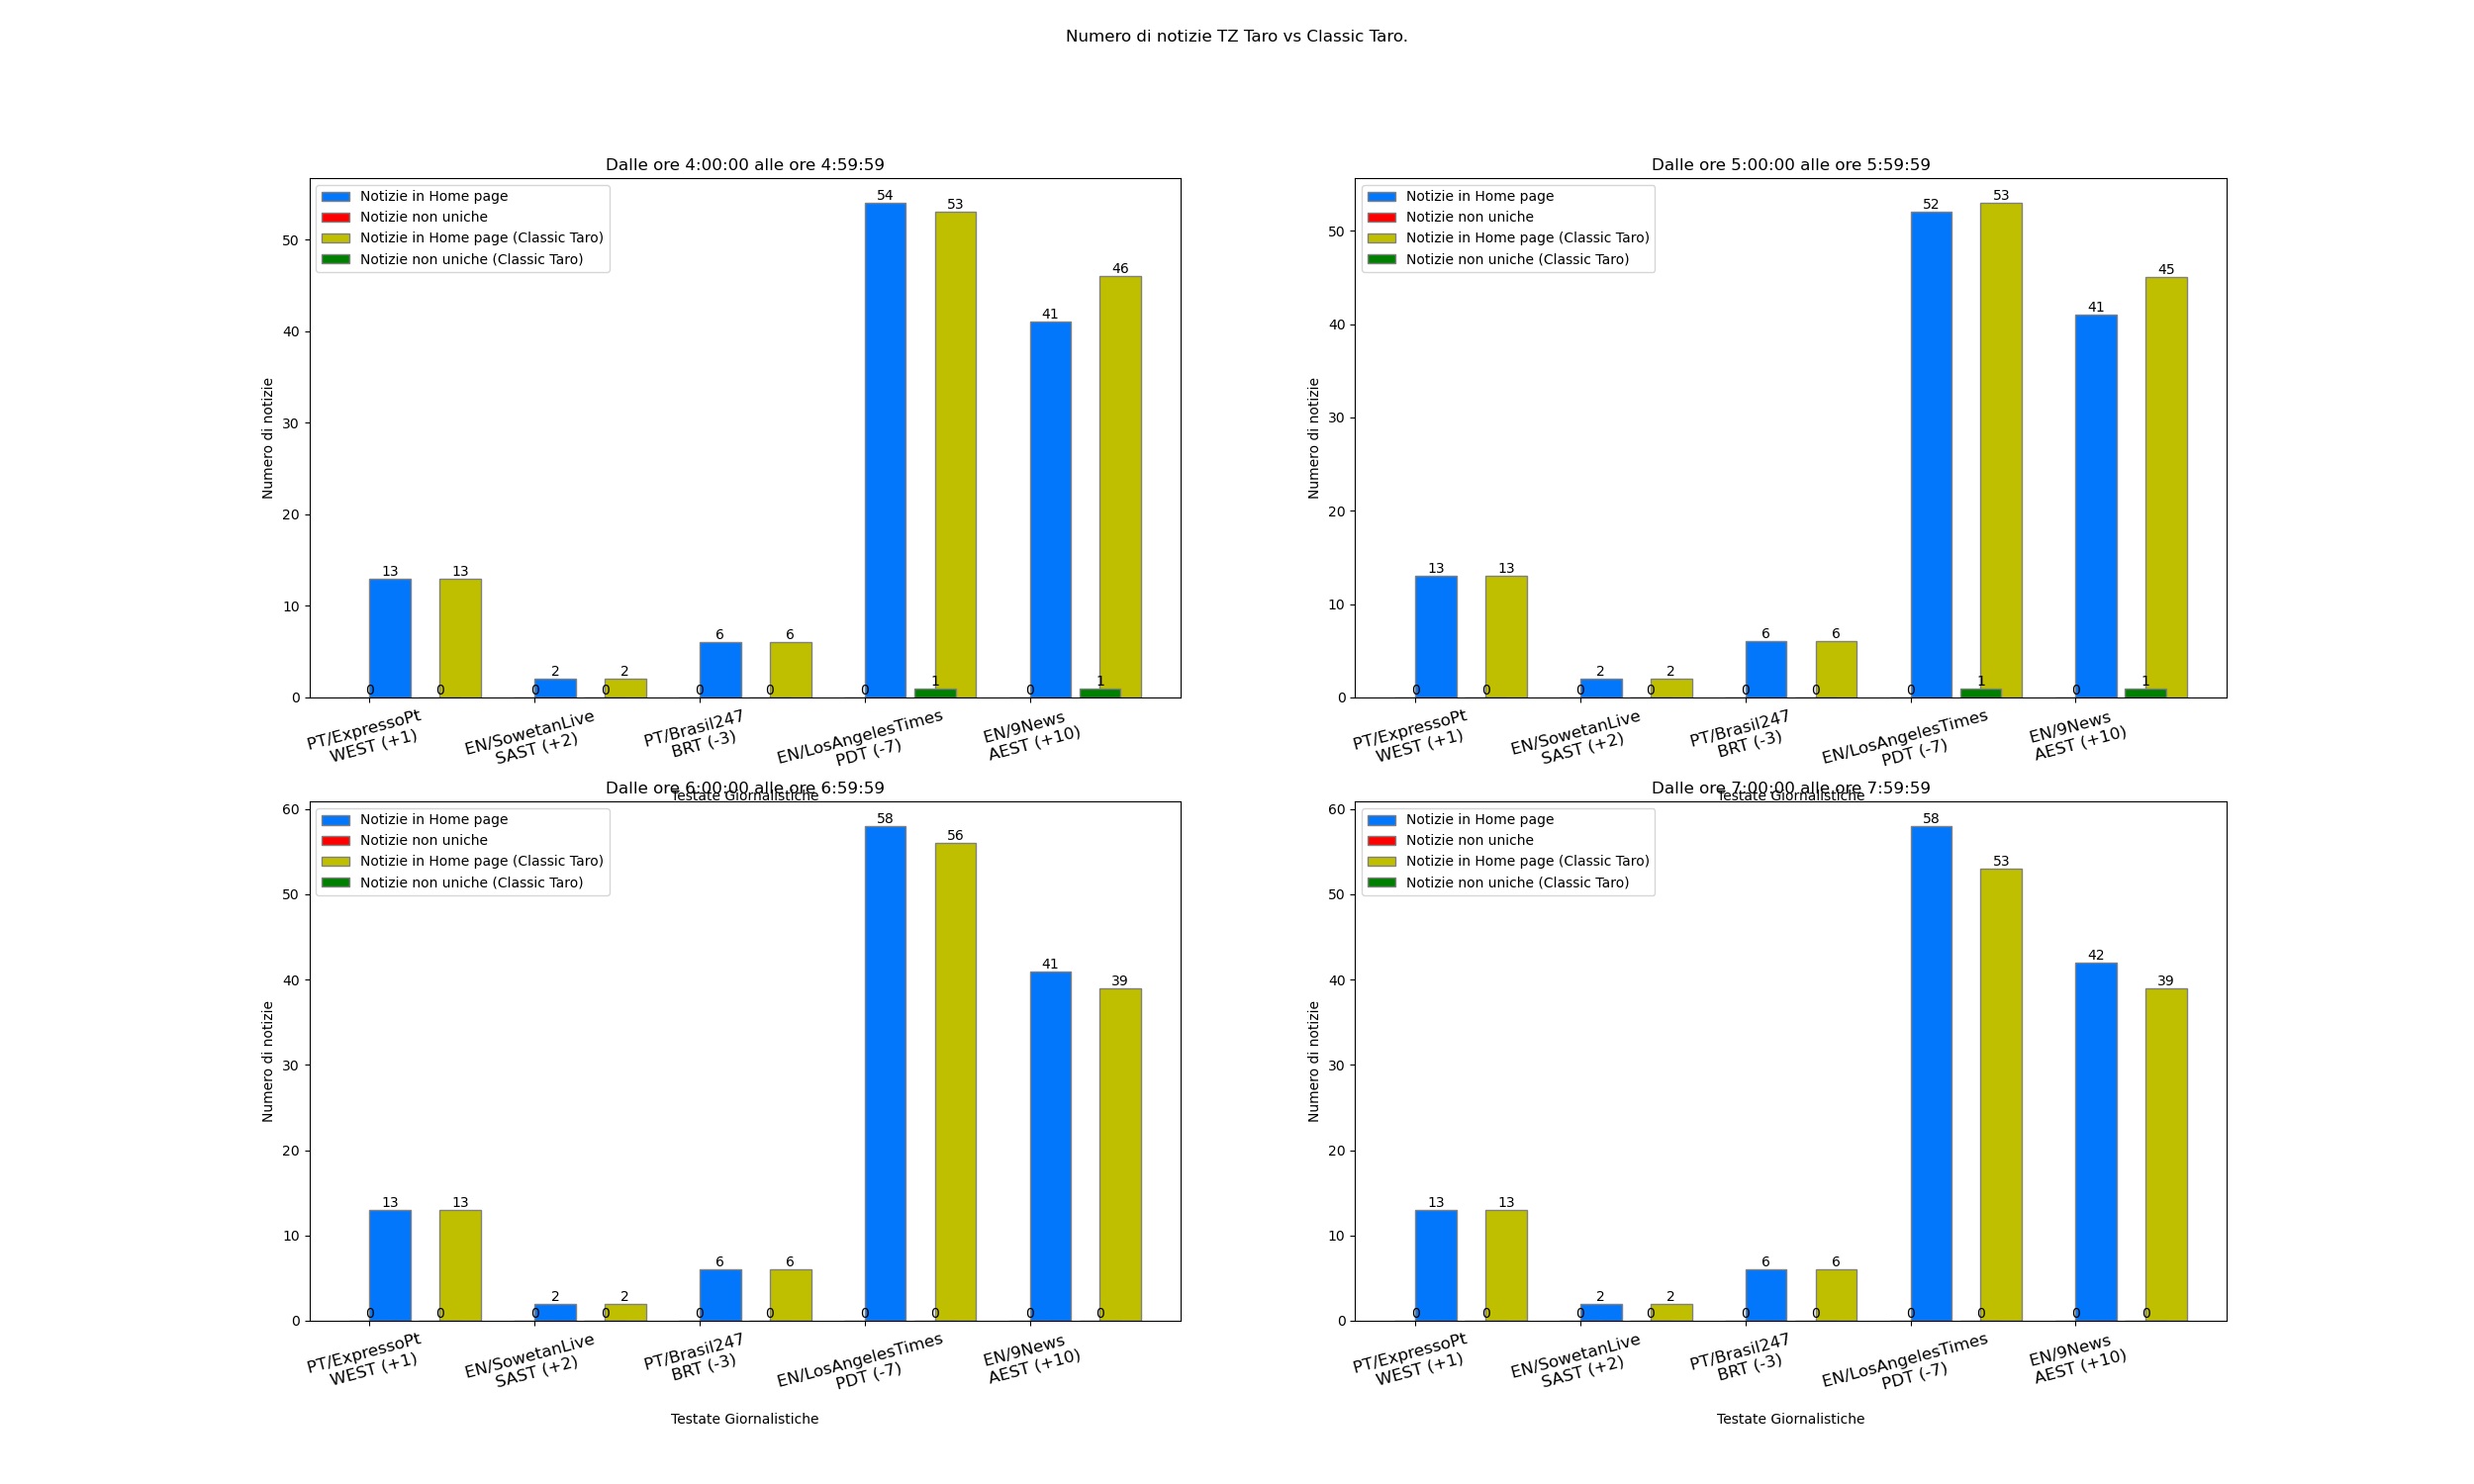 Numero di notizie TZ Taro vs Classic Taro.
Dalle ore 4:00:00 alle ore 4:59:59
Notizie in Home page
Notizie non uniche
Notizie in Home page (Classic Taro)
Notizie non uniche (Classic Taro)
Numero di notizie
50
40
30
20
10
0
13
13
2
2
6
6
54
53
41
46
0
0
0
0
0
0
0
1
0
1
PT/ExpressoPt
WEST (+1)
EN/SowetanLive
SAST (+2)
PT/Brasil247
BRT (-3)
EN/LosAngelesTimes
PDT (-7)
EN/9News
AEST (+10)
Testate Giornalistiche
Dalle ore 5:00:00 alle ore 5:59:59
Notizie in Home page
Notizie non uniche
Notizie in Home page (Classic Taro)
Notizie non uniche (Classic Taro)
Numero di notizie
50
40
30
20
10
0
13
13
2
2
6
6
52
53
41
45
0
0
0
0
0
0
0
1
0
1
PT/ExpressoPt
WEST (+1)
EN/SowetanLive
SAST (+2)
PT/Brasil247
BRT (-3)
EN/LosAngelesTimes
PDT (-7)
EN/9News
AEST (+10)
Testate Giornalistiche
Dalle ore 6:00:00 alle ore 6:59:59
Notizie in Home page
Notizie non uniche
Notizie in Home page (Classic Taro)
Notizie non uniche (Classic Taro)
Numero di notizie
60
50
40
30
20
10
0
13
13
2
2
6
6
58
56
41
39
0
0
0
0
0
0
0
0
0
0
PT/ExpressoPt
WEST (+1)
EN/SowetanLive
SAST (+2)
PT/Brasil247
BRT (-3)
EN/LosAngelesTimes
PDT (-7)
EN/9News
AEST (+10)
Testate Giornalistiche
Dalle ore 7:00:00 alle ore 7:59:59
Notizie in Home page
Notizie non uniche
Notizie in Home page (Classic Taro)
Notizie non uniche (Classic Taro)
Numero di notizie
60
50
40
30
20
10
0
13
13
2
2
6
6
58
53
42
39
0
0
0
0
0
0
0
0
0
0
PT/ExpressoPt
WEST (+1)
EN/SowetanLive
SAST (+2)
PT/Brasil247
BRT (-3)
EN/LosAngelesTimes
PDT (-7)
EN/9News
AEST (+10)
Testate Giornalistiche